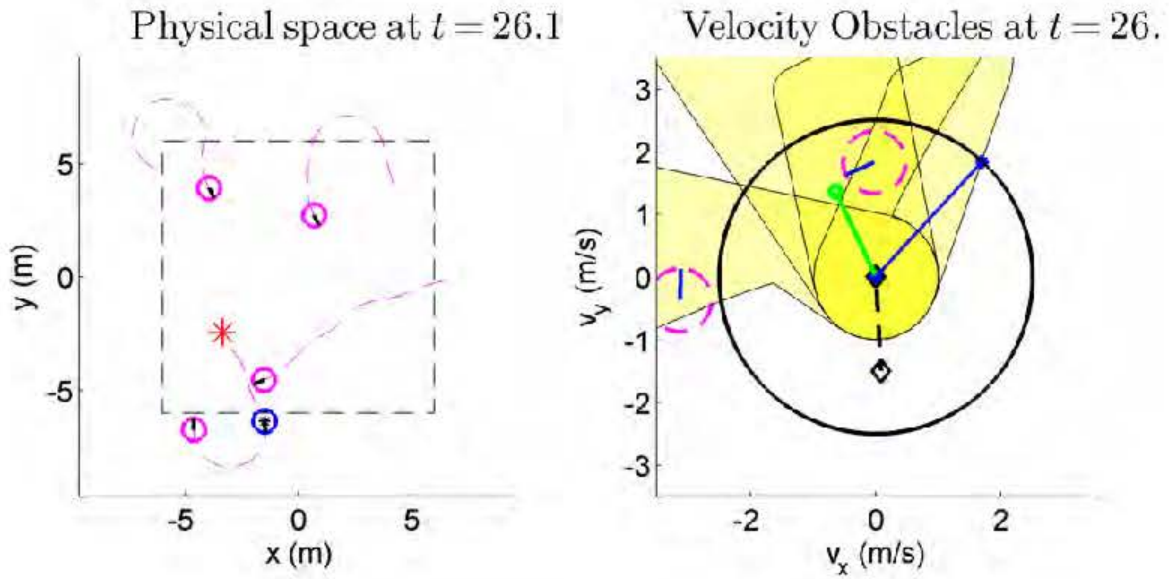 Physical space at t = 26.1
Velocity Obstacles at t = 26.
5
0
-5
y (m)
-5
0
5
x (m)
3
2
1
0
-1
-2
-3
v_y (m/s)
-2
0
2
v_x (m/s)